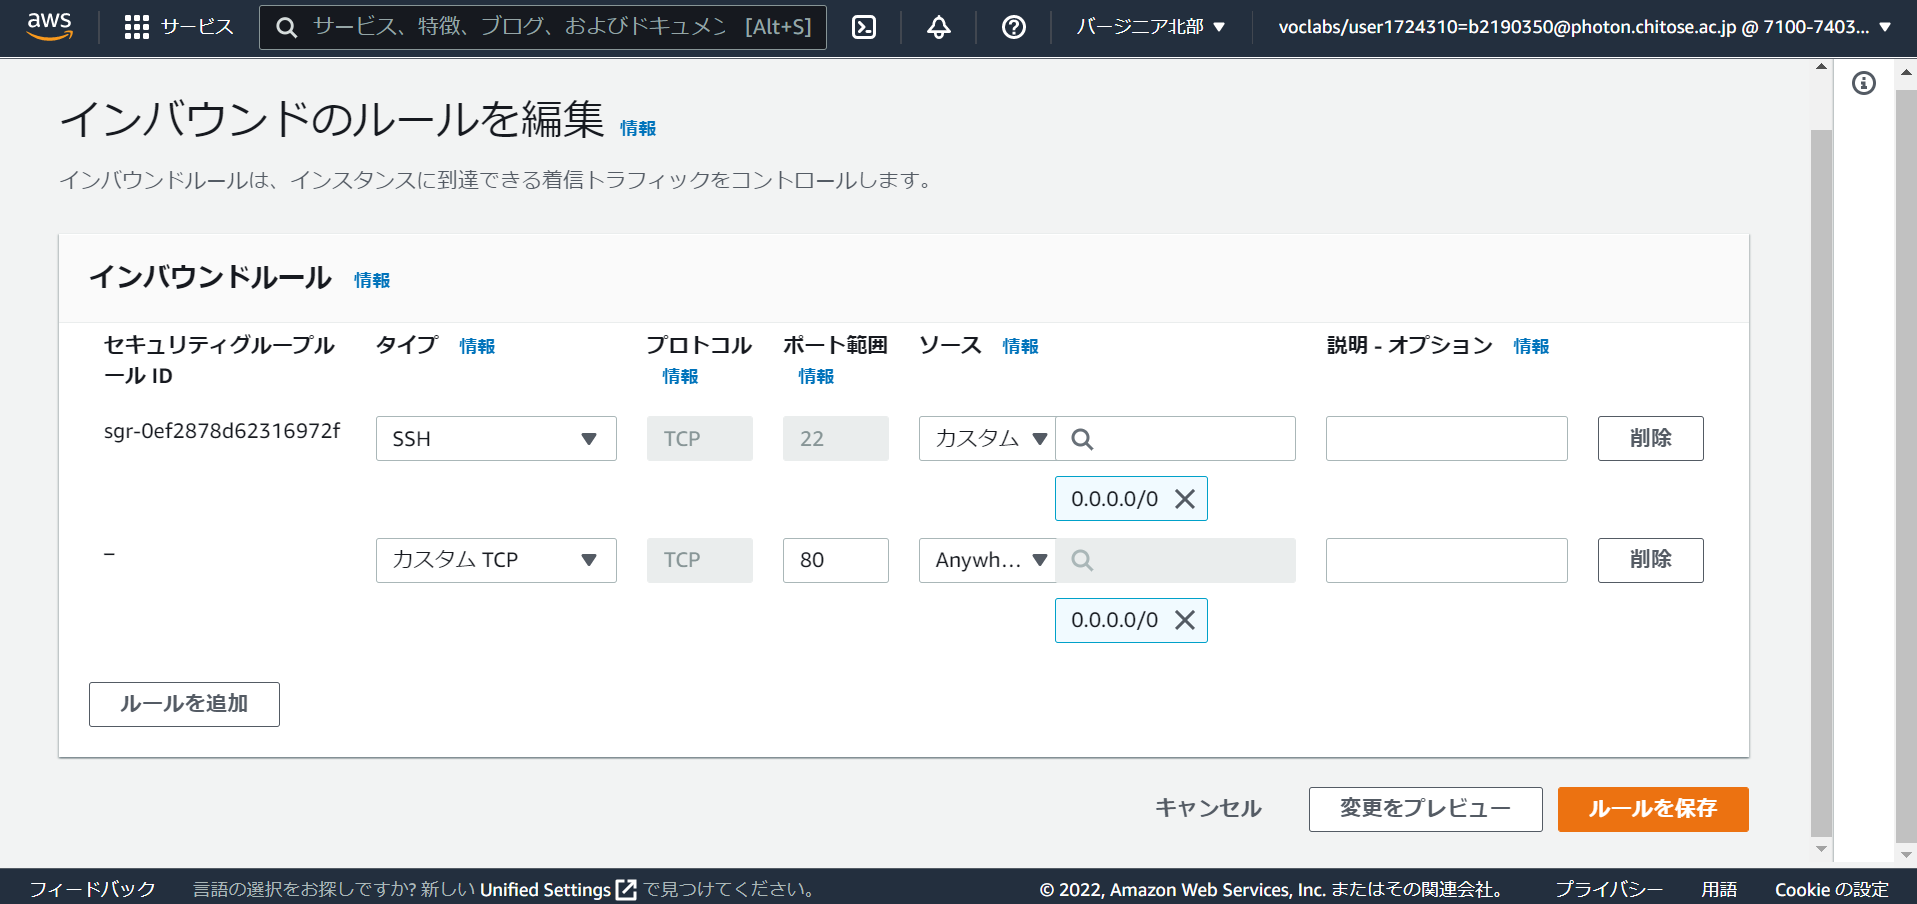 aws サービス サービス、特徴、ブログ、およびドキュメン [Alt+S] バージニア北部 ▼ voclabs/user1724310=b2190350@photon.chitose.ac.jp @ 7100-7403... ▼
インバウンドのルールを編集 情報
インバウンドルールは、インスタンスに到達できる着信トラフィックをコントロールします。
インバウンドルール 情報
セキュリティグループル
ール ID
タイプ 情報
プロトコル
情報
ポート範囲
情報
ソース 情報
説明 - オプション 情報
sgr-0ef2878d62316972f SSH TCP 22 カスタム 削除
0.0.0.0/0
– カスタム TCP TCP 80 Anywh... 削除
0.0.0.0/0
ルールを追加
キャンセル 変更をプレビュー ルールを保存
フィードバック 言語の選択をお探しですか? 新しい Unified Settings で見つけてください。 © 2022, Amazon Web Services, Inc. またはその関連会社。 プライバシー 用語 Cookie の設定